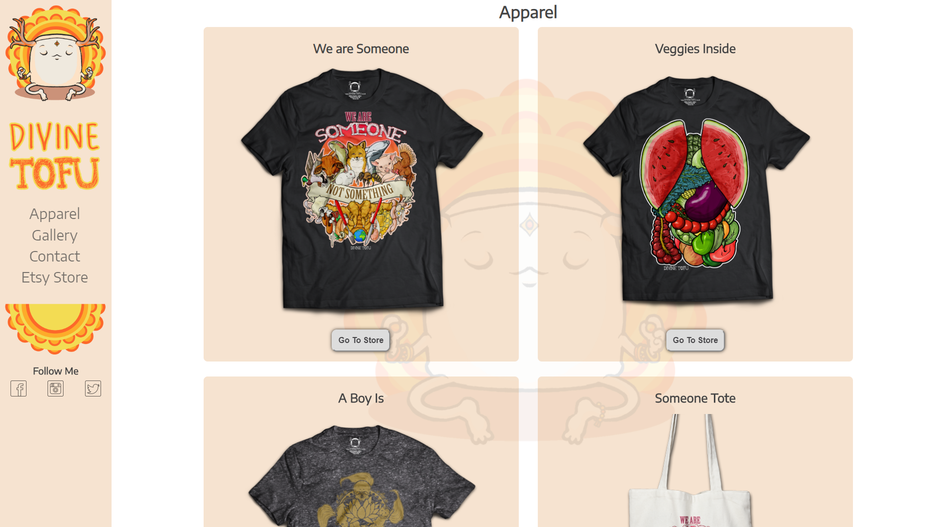 DIVINE
TOFU
Apparel
Gallery
Contact
Etsy Store
Follow Me
Apparel
We are Someone
WE ARE
SOMEONE
NOT SOMETHING
DIVINE TOFU
Go To Store
Veggies Inside
DIVINE TOFU
Go To Store
A Boy Is
Someone Tote
WE ARE